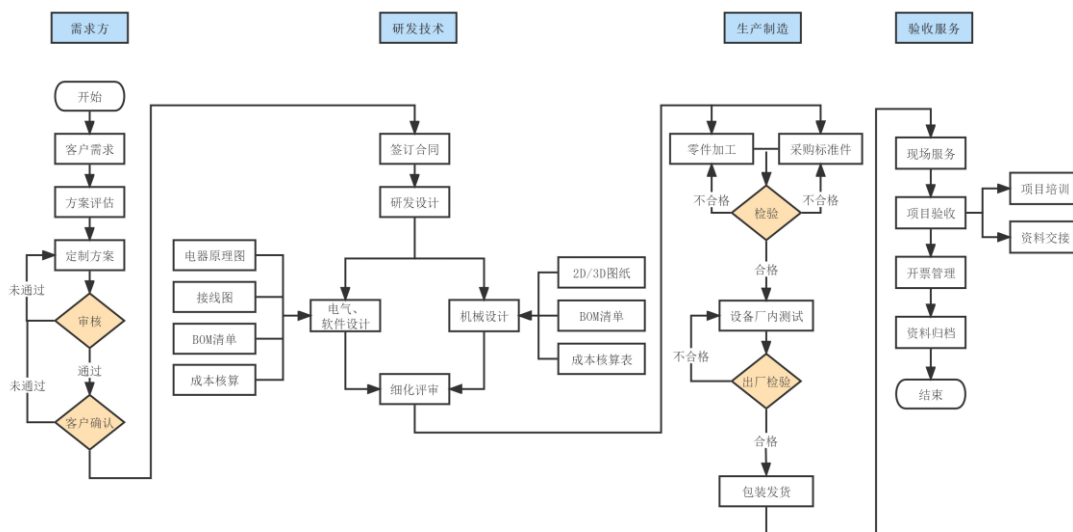 需求方
研发技术
生产制造
验收服务
开始
客户需求
方案评估
定制方案
未通过
审核
通过
未通过
客户确认
签订合同
研发设计
电器原理图
接线图
BOM清单
成本核算
电气、
软件设计
机械设计
2D/3D图纸
BOM清单
成本核算表
细化评审
零件加工
采购标准件
不合格
不合格
检验
合格
设备厂内测试
不合格
出厂检验
合格
包装发货
现场服务
项目验收
项目培训
资料交接
开票管理
资料归档
结束